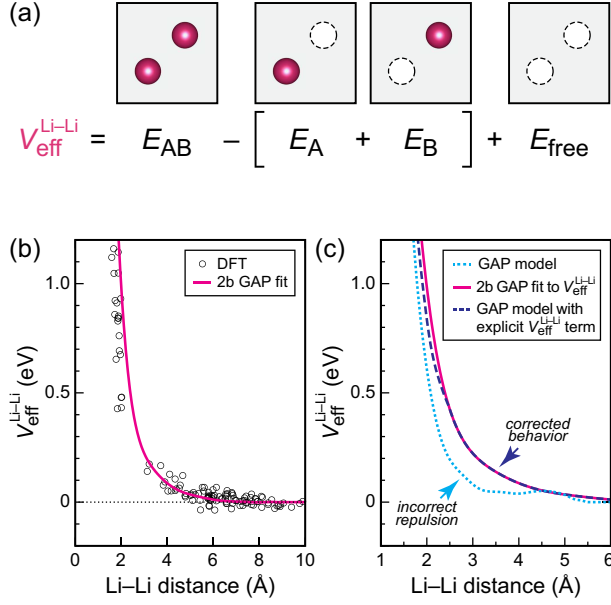 (a)
V_eff^Li–Li = E_AB – [ E_A + E_B ] + E_free
(b)
(c)
DFT
2b GAP fit
GAP model
2b GAP fit to V_eff^Li–Li
GAP model with
explicit V_eff^Li–Li term
1.0
0.5
0
V_eff^Li–Li (eV)
0 2 4 6 8 10
Li–Li distance (Å)
1.0
0.5
0
V_eff^Li–Li (eV)
corrected
behavior
incorrect
repulsion
1 2 3 4 5 6
Li–Li distance (Å)